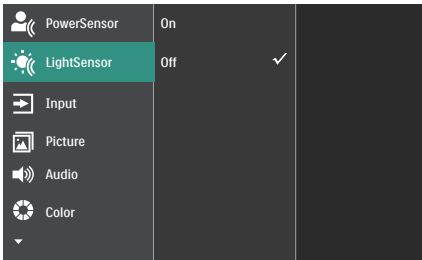 PowerSensor
On
LightSensor
Off
Input
Picture
Audio
Color